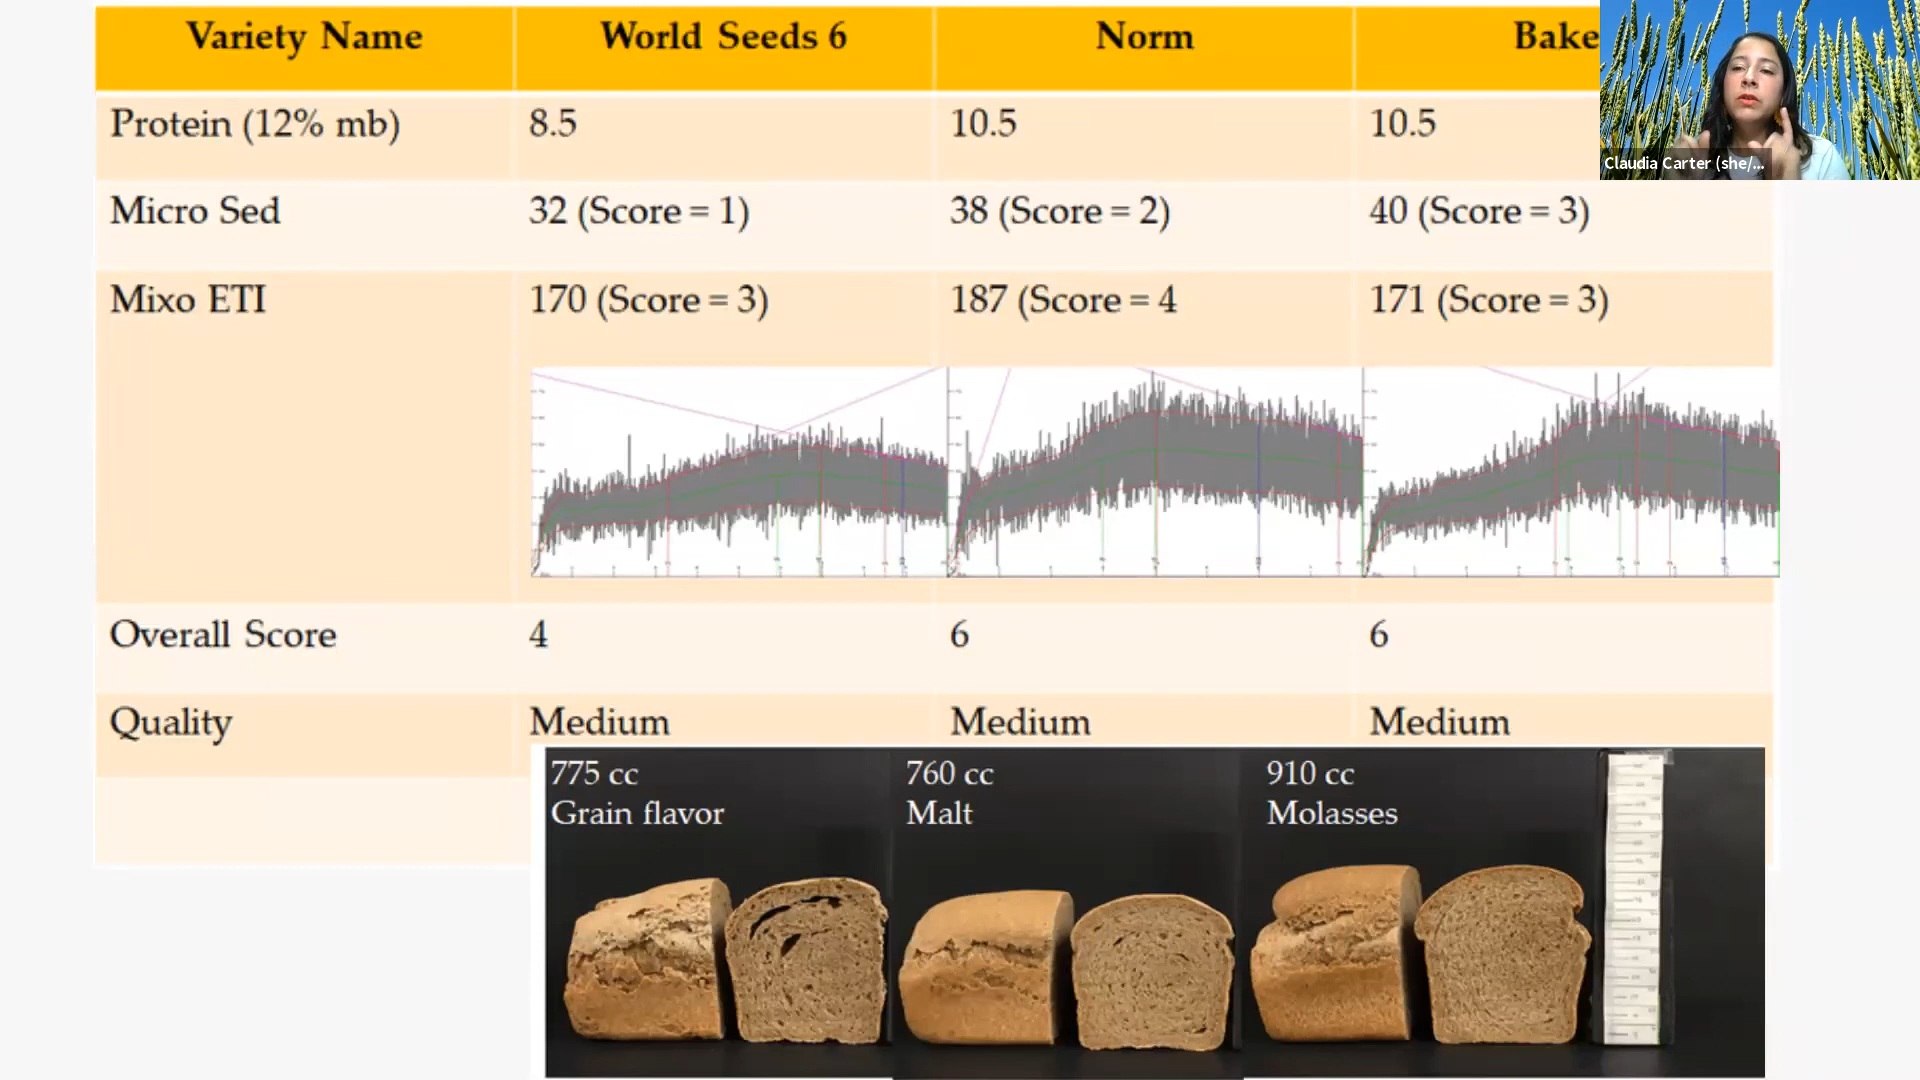 Variety Name World Seeds 6 Norm Bake
Claudia Carter (she/...
Protein (12% mb) 8.5 10.5 10.5
Micro Sed 32 (Score = 1) 38 (Score = 2) 40 (Score = 3)
Mixo ETI 170 (Score = 3) 187 (Score = 4 171 (Score = 3)
Overall Score 4 6 6
Quality Medium Medium Medium
775 cc 760 cc 910 cc
Grain flavor Malt Molasses